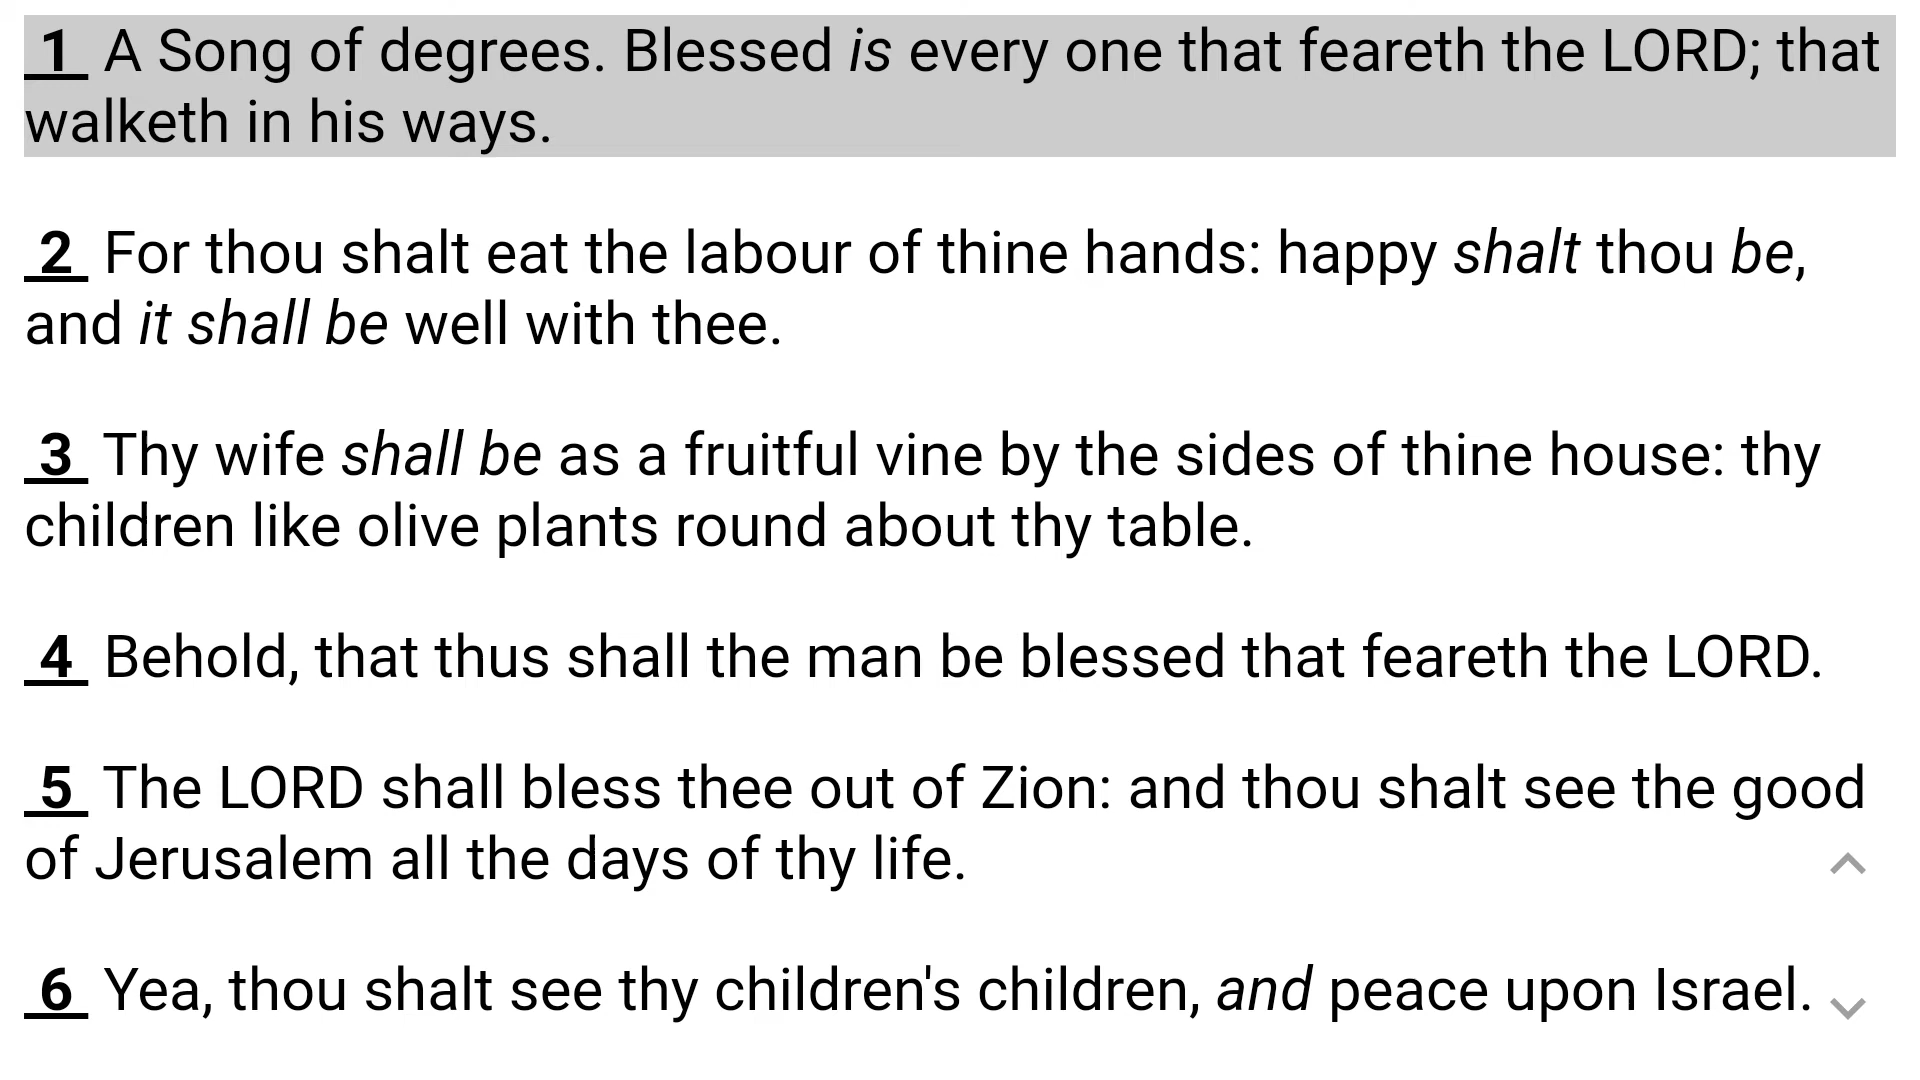 1 A Song of degrees. Blessed is every one that feareth the LORD; that
walketh in his ways.
2 For thou shalt eat the labour of thine hands: happy shalt thou be,
and it shall be well with thee.
3 Thy wife shall be as a fruitful vine by the sides of thine house: thy
children like olive plants round about thy table.
4 Behold, that thus shall the man be blessed that feareth the LORD.
5 The LORD shall bless thee out of Zion: and thou shalt see the good
of Jerusalem all the days of thy life.
6 Yea, thou shalt see thy children's children, and peace upon Israel.